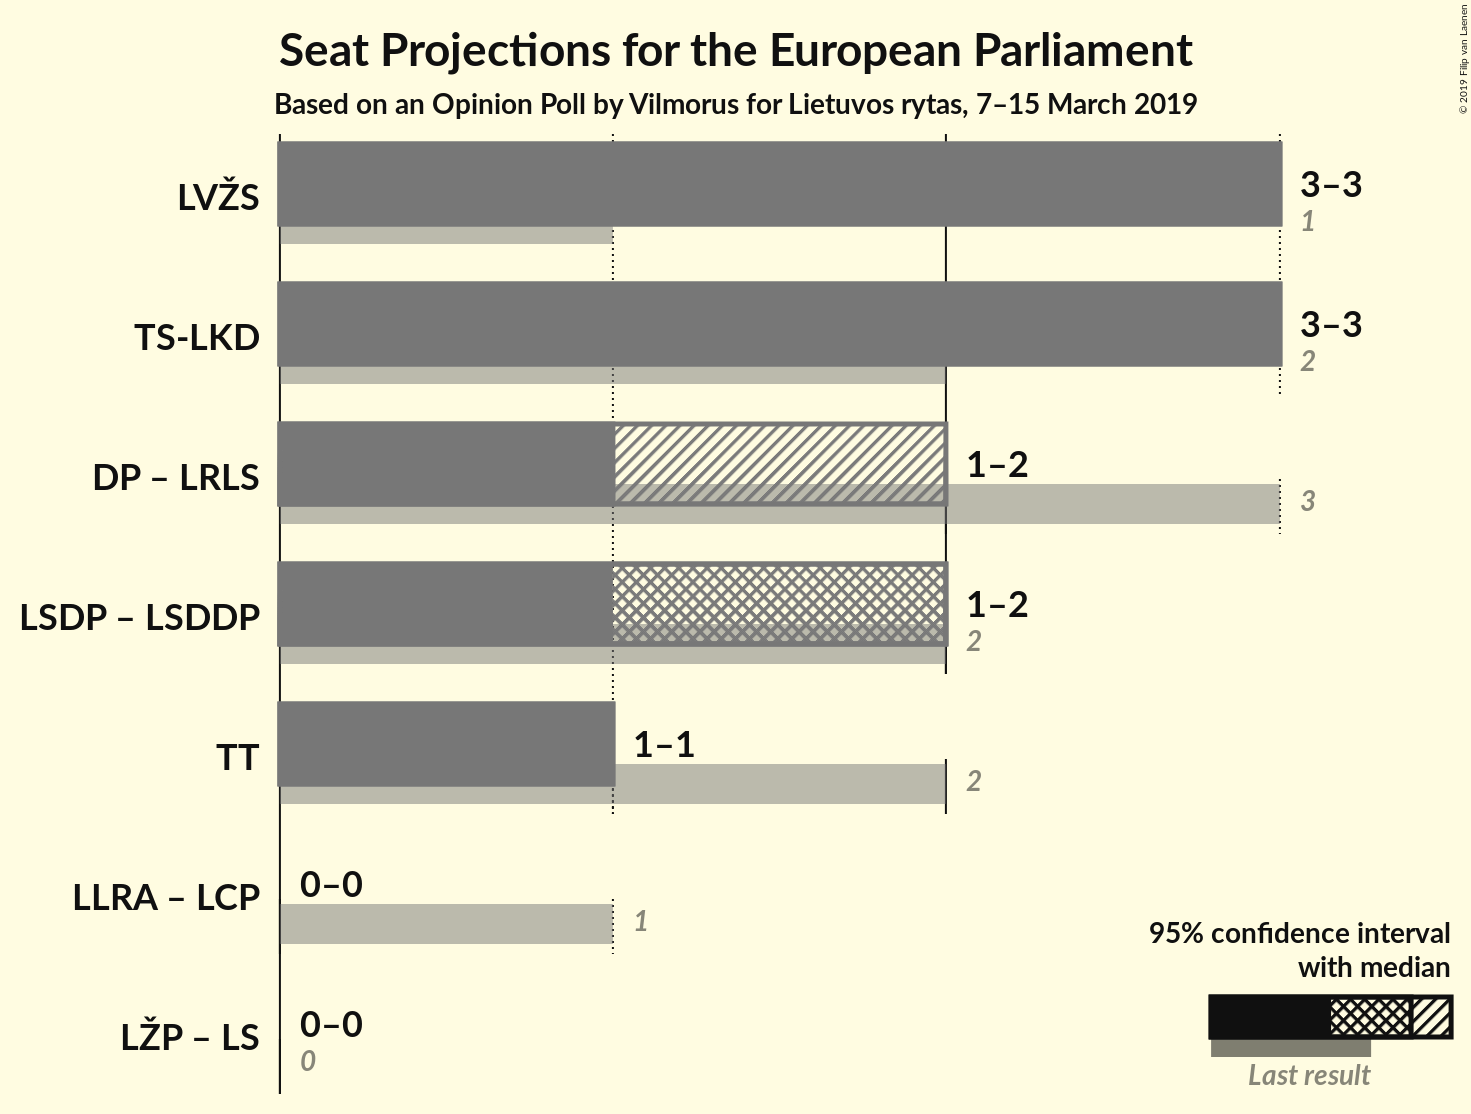 Seat Projections for the European Parliament
Based on an Opinion Poll by Vilmorus for Lietuvos rytas, 7–15 March 2019
© 2019 Filip van Laenen
LVŽS
3–3
1
TS-LKD
3–3
2
DP – LRLS
1–2
3
LSDP – LSDDP
1–2
2
TT
1–1
2
LLRA – LCP
0–0
1
LŽP – LS
0–0
0
95% confidence interval
with median
Last result